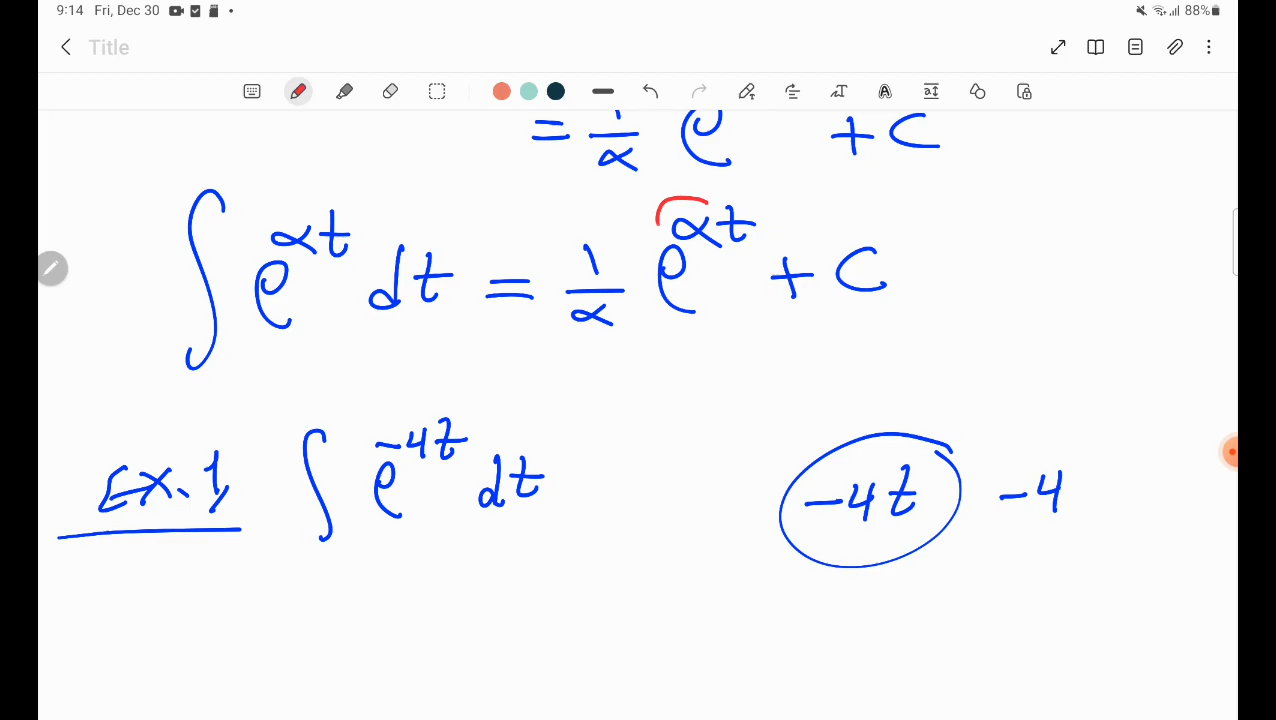 9:14 Fri, Dec 30 88%
Title
= 1/α e + C
∫ e^{αt} dt = 1/α e^{αt} + C
Ex. 1) ∫ e^{-4t} dt -4t -4